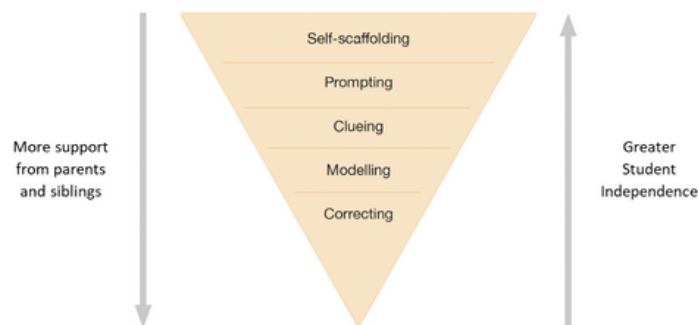 Self-scaffolding
Prompting
Clueing
Modelling
Correcting
More support
from parents
and siblings
Greater
Student
Independence